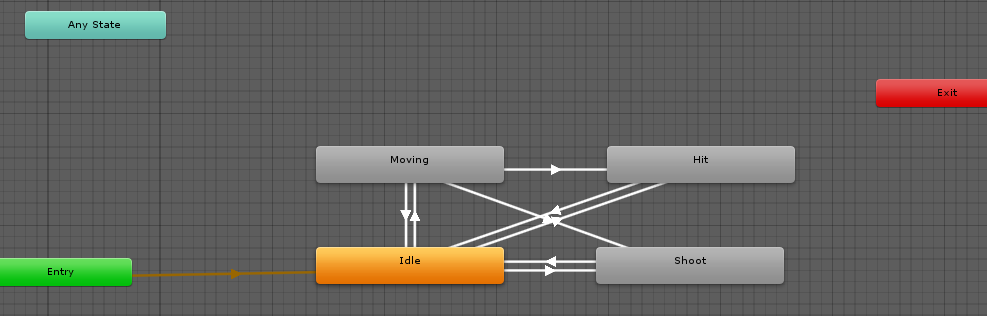 Any State
Exit
Moving
Hit
Idle
Shoot
Entry